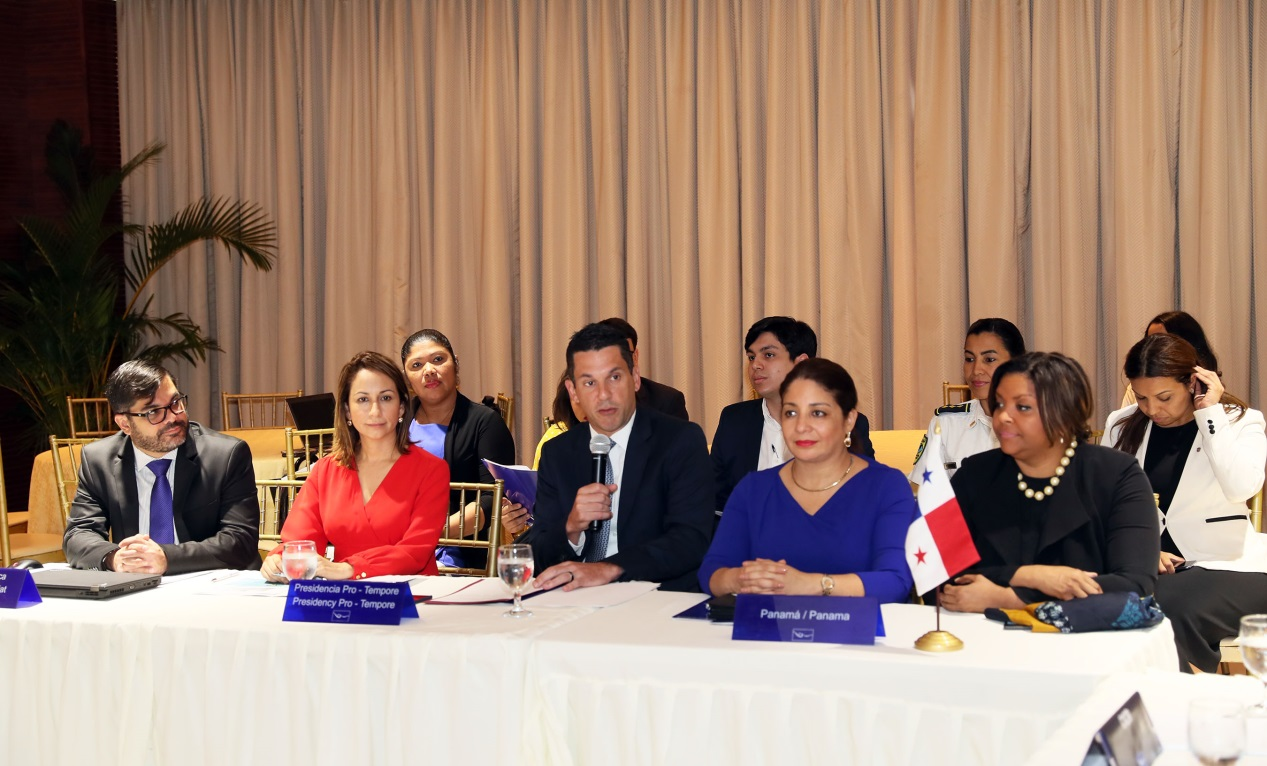 Presidencia Pro - Tempore
Presidency Pro - Tempore
Panamá / Panama